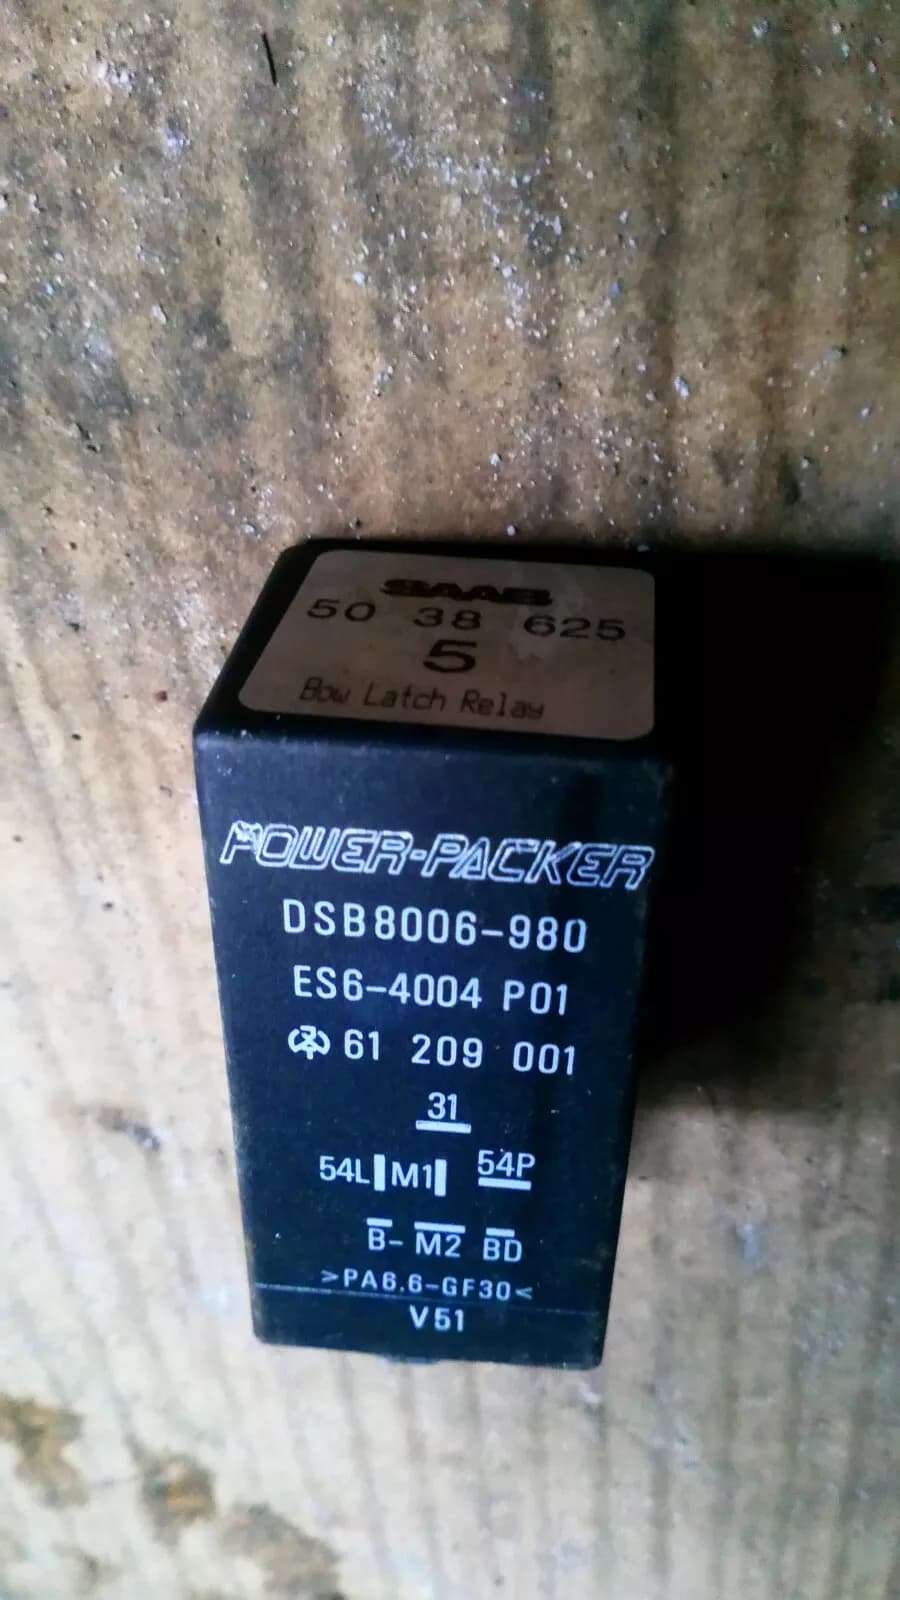 SAAB
50 38 625
5
Bow Latch Relay
POWER-PACKER
DSB8006-980
ES6-4004 P01
61 209 001
31
54L M1 54P
B- M2 BD
>PA6.6-GF30<
V51